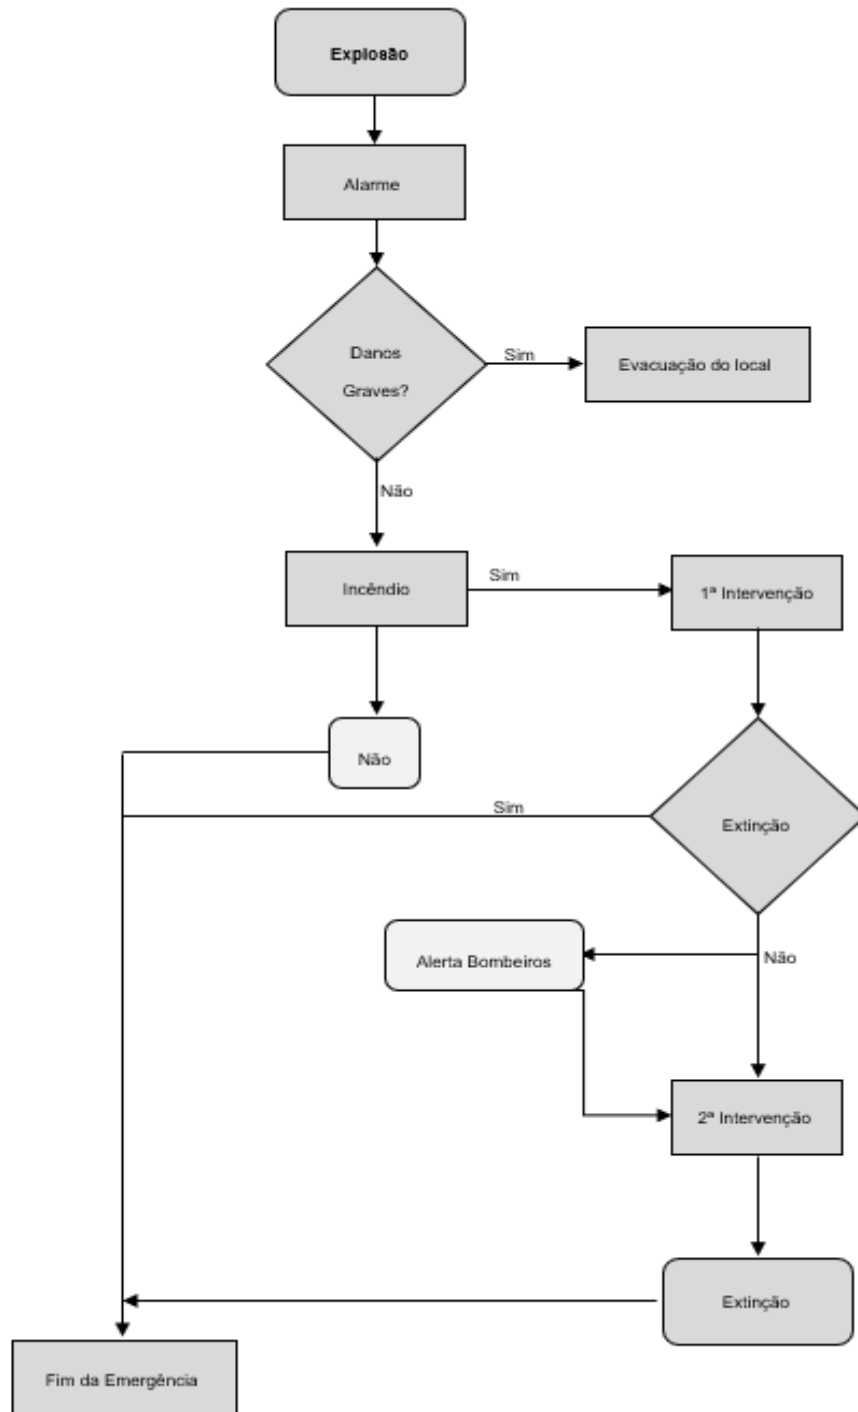 Explosão
Alarme
Danos
Graves?
Sim
Evacuação do local
Não
Incêndio
Sim
1ª Intervenção
Não
Sim
Extinção
Alerta Bombeiros
Não
2ª Intervenção
Extinção
Fim da Emergência